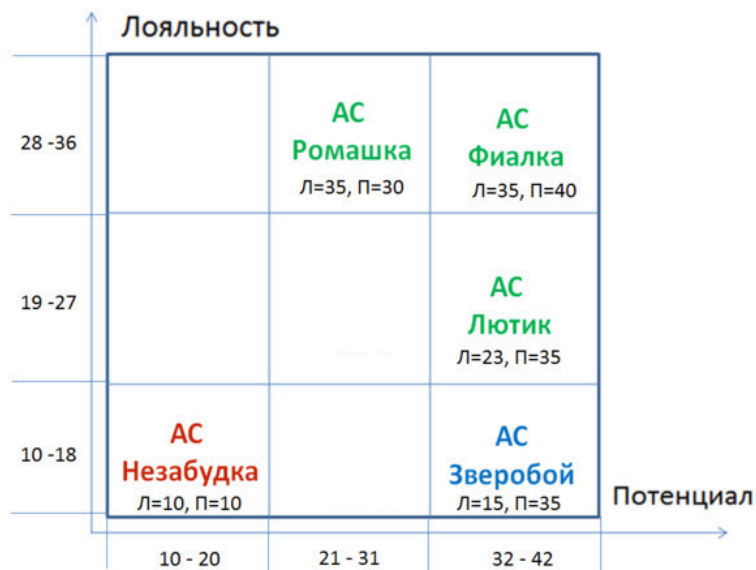 Лояльность
28 -36
АС
Ромашка
Л=35, П=30
АС
Фиалка
Л=35, П=40
19 -27
АС
Лютик
Л=23, П=35
10 -18
АС
Незабудка
Л=10, П=10
АС
Зверобой
Л=15, П=35
Потенциал
10 - 20
21 - 31
32 - 42